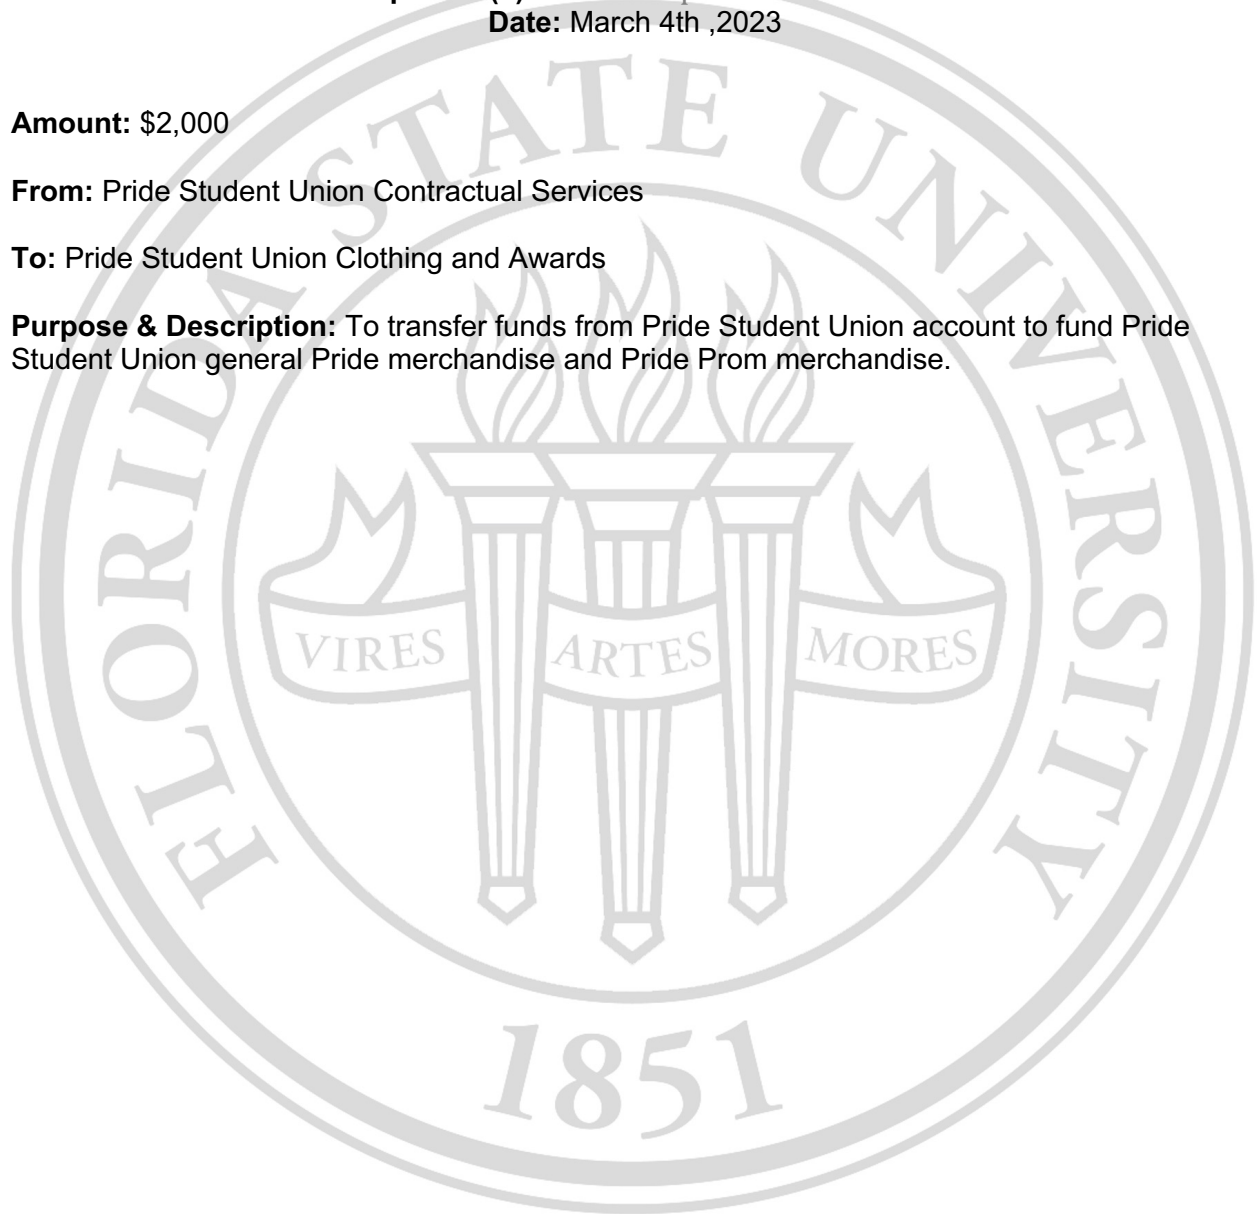 Date: March 4th ,2023
Amount: $2,000
From: Pride Student Union Contractual Services
To: Pride Student Union Clothing and Awards
Purpose & Description: To transfer funds from Pride Student Union account to fund Pride
Student Union general Pride merchandise and Pride Prom merchandise.
FLORIDA STATE UNIVERSITY
VIRES ARTES MORES
1851